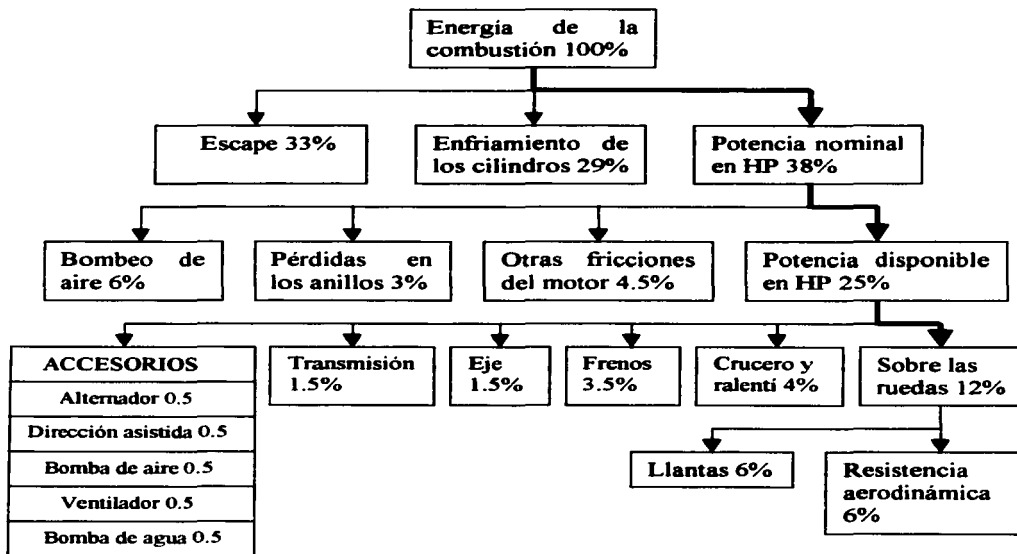 Energía de la
combustión 100%
Escape 33%
Enfriamiento de
los cilindros 29%
Potencia nominal
en HP 38%
Bombeo de
aire 6%
Pérdidas en
los anillos 3%
Otras fricciones
del motor 4.5%
Potencia disponible
en HP 25%
ACCESORIOS
Alternador 0.5
Dirección asistida 0.5
Bomba de aire 0.5
Ventilador 0.5
Bomba de agua 0.5
Transmisión
1.5%
Eje
1.5%
Frenos
3.5%
Crucero y
ralentí 4%
Sobre las
ruedas 12%
Llantas 6%
Resistencia
aerodinámica
6%